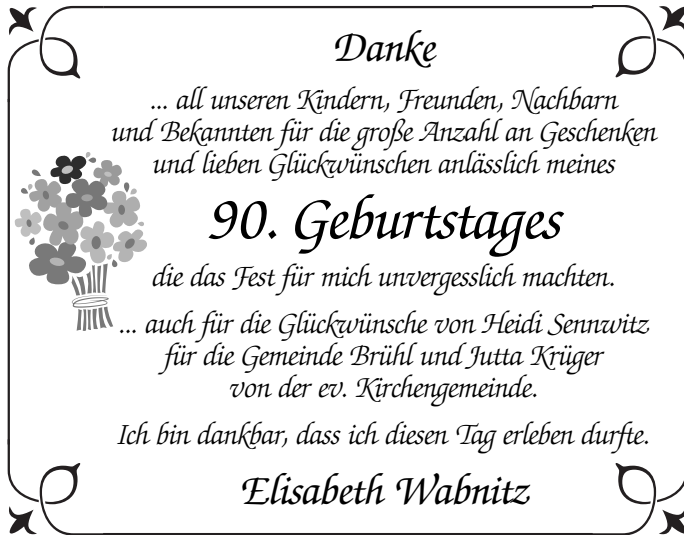 Danke
... all unseren Kindern, Freunden, Nachbarn
und Bekannten für die große Anzahl an Geschenken
und lieben Glückwünschen anlässlich meines
90. Geburtstages
die das Fest für mich unvergesslich machten.
... auch für die Glückwünsche von Heidi Sennwitz
für die Gemeinde Brühl und Jutta Krüger
von der ev. Kirchengemeinde.
Ich bin dankbar, dass ich diesen Tag erleben durfte.
Elisabeth Wabnitz